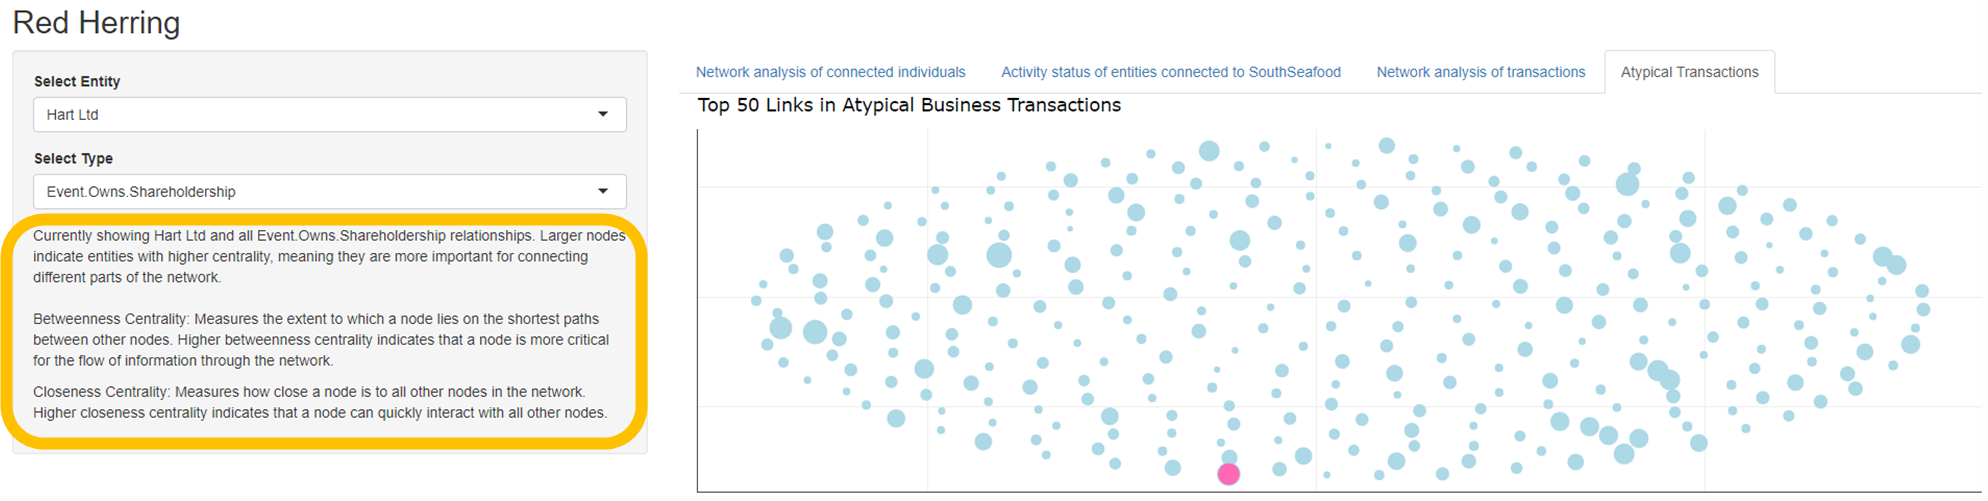 Red Herring
Select Entity
Hart Ltd
Select Type
Event.Owns.Shareholdership
Currently showing Hart Ltd and all Event.Owns.Shareholdership relationships. Larger nodes
indicate entities with higher centrality, meaning they are more important for connecting
different parts of the network.
Betweenness Centrality: Measures the extent to which a node lies on the shortest paths
between other nodes. Higher betweenness centrality indicates that a node is more critical
for the flow of information through the network.
Closeness Centrality: Measures how close a node is to all other nodes in the network.
Higher closeness centrality indicates that a node can quickly interact with all other nodes.
Network analysis of connected individuals
Activity status of entities connected to SouthSeafood
Network analysis of transactions
Atypical Transactions
Top 50 Links in Atypical Business Transactions